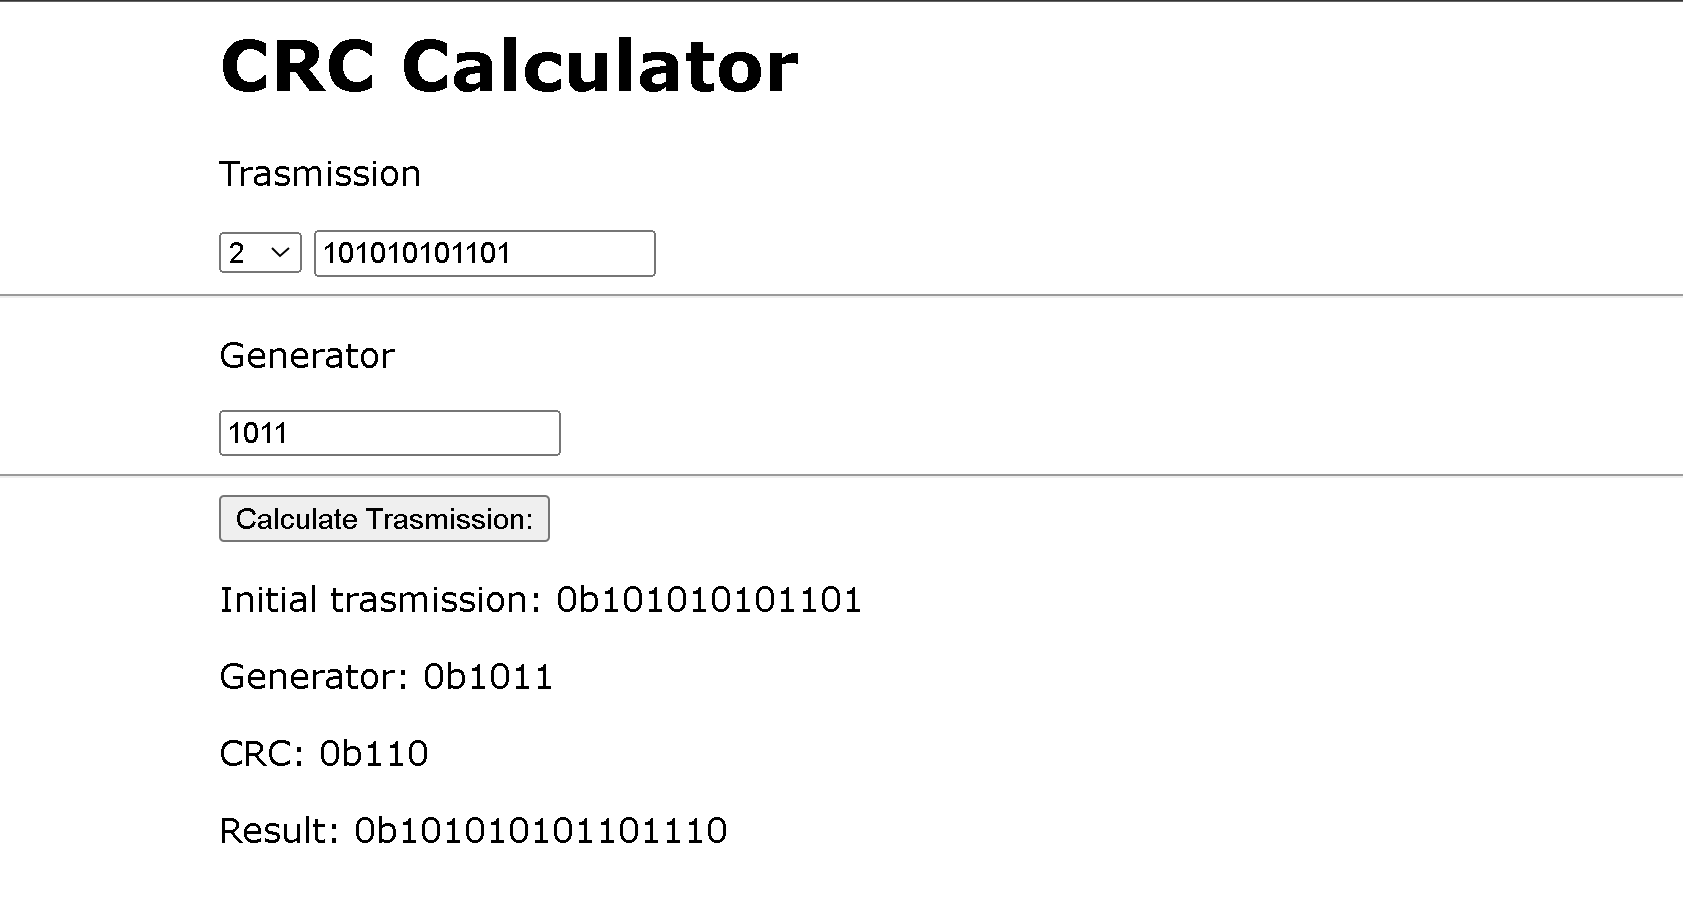 CRC Calculator
Trasmission
2 101010101101
Generator
1011
Calculate Trasmission:
Initial trasmission: 0b101010101101
Generator: 0b1011
CRC: 0b110
Result: 0b101010101101110